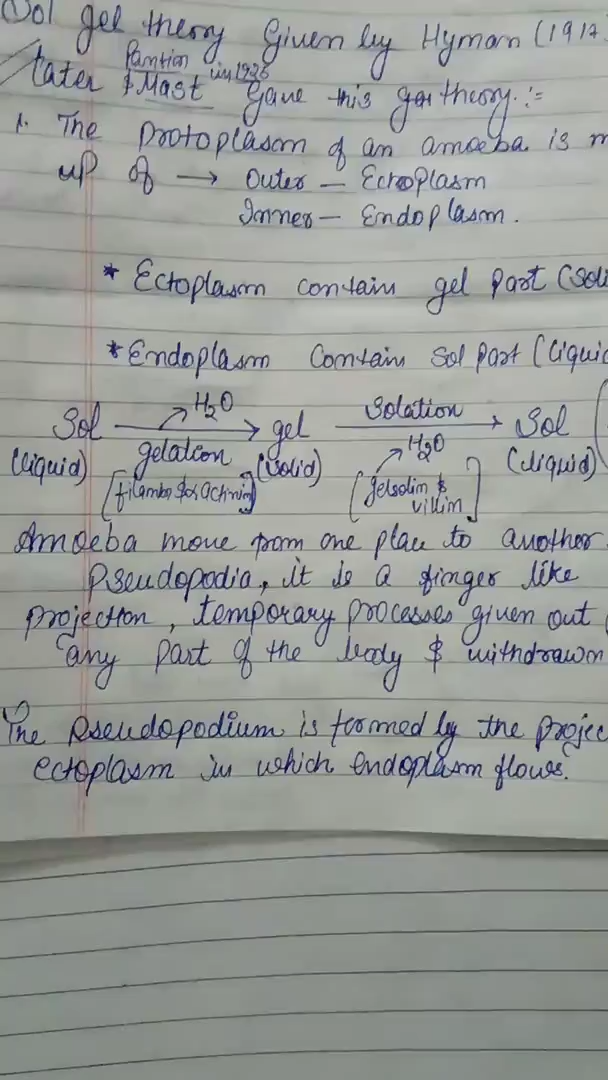 Sol gel theory Given by Hyman (1917
Pamtion in 1926
later & Mast Gave this theory :=
1. The Protoplasm of an amoeba is m
up of → Outer – Ectoplasm
Inner – Endoplasm.
* Ectoplasm contain gel part (Soli
* Endoplasm Contain Sol part (liquid
H₂O Solation
Sol → gel → Sol (
gelation H₂O
(liquid) (solid) (liquid)
[filamin & α actinin] [gelsolin & villin]
Amoeba move from one place to another
Pseudopodia, it is a finger like
projection, temporary processes given out
any part of the body & withdrawn
The Pseudopodium is formed by the projec
ectoplasm in which endoplasm flows.